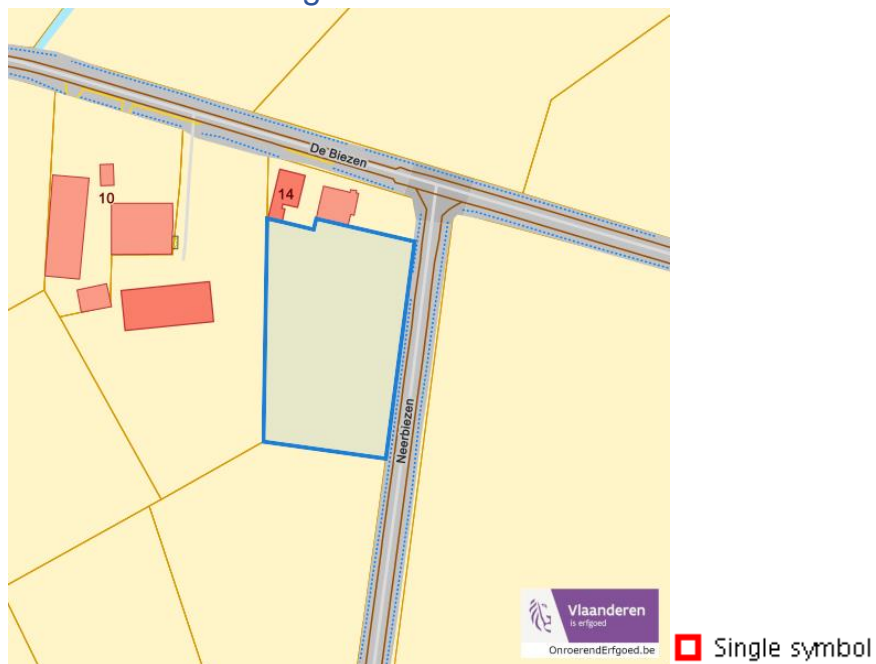 De Biezen
14
10
Neerbiezen
Vlaanderen
is erfgoed
OnroerendErfgoed.be
Single symbol